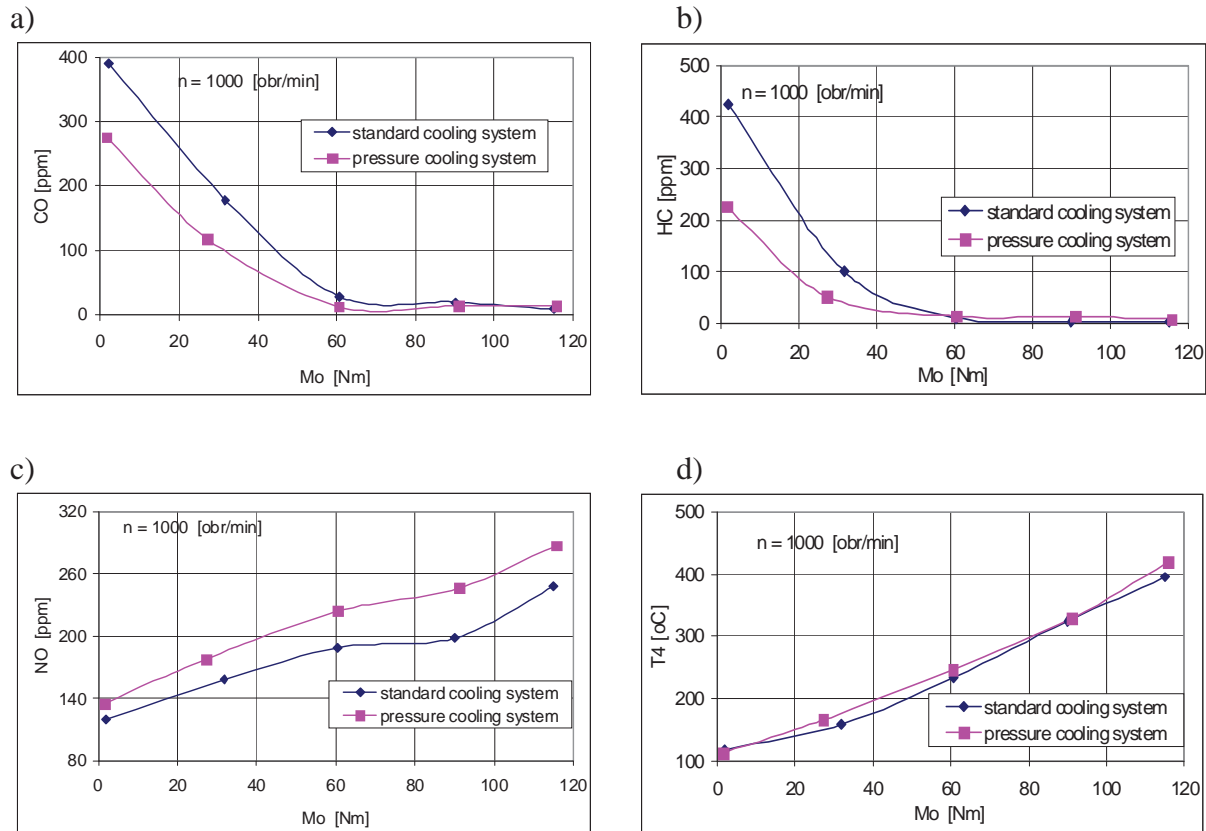 a)
400
300
200
100
0
CO [ppm]
n = 1000 [obr/min]
standard cooling system
pressure cooling system
0 20 40 60 80 100 120
Mo [Nm]
b)
500
400
300
200
100
0
HC [ppm]
n = 1000 [obr/min]
standard cooling system
pressure cooling system
0 20 40 60 80 100 120
Mo [Nm]
c)
320
260
200
140
80
NO [ppm]
n = 1000 [obr/min]
standard cooling system
pressure cooling system
0 20 40 60 80 100 120
Mo [Nm]
d)
500
400
300
200
100
T4 [oC]
n = 1000 [obr/min]
standard cooling system
pressure cooling system
0 20 40 60 80 100 120
Mo [Nm]